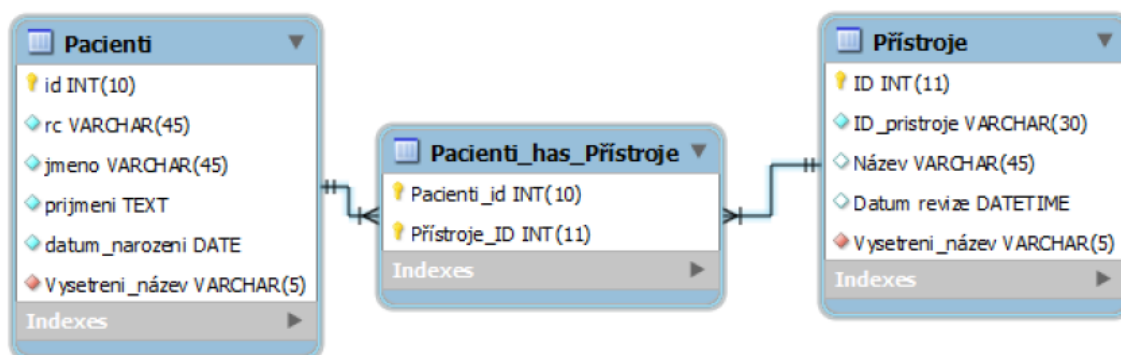 Pacienti
id INT(10)
rc VARCHAR(45)
jmeno VARCHAR(45)
prijmeni TEXT
datum_narozeni DATE
Vysetreni_název VARCHAR(5)
Indexes
Pacienti_has_Přístroje
Pacienti_id INT(10)
Přístroje_ID INT(11)
Indexes
Přístroje
ID INT(11)
ID_pristroje VARCHAR(30)
Název VARCHAR(45)
Datum revize DATETIME
Vysetreni_název VARCHAR(5)
Indexes